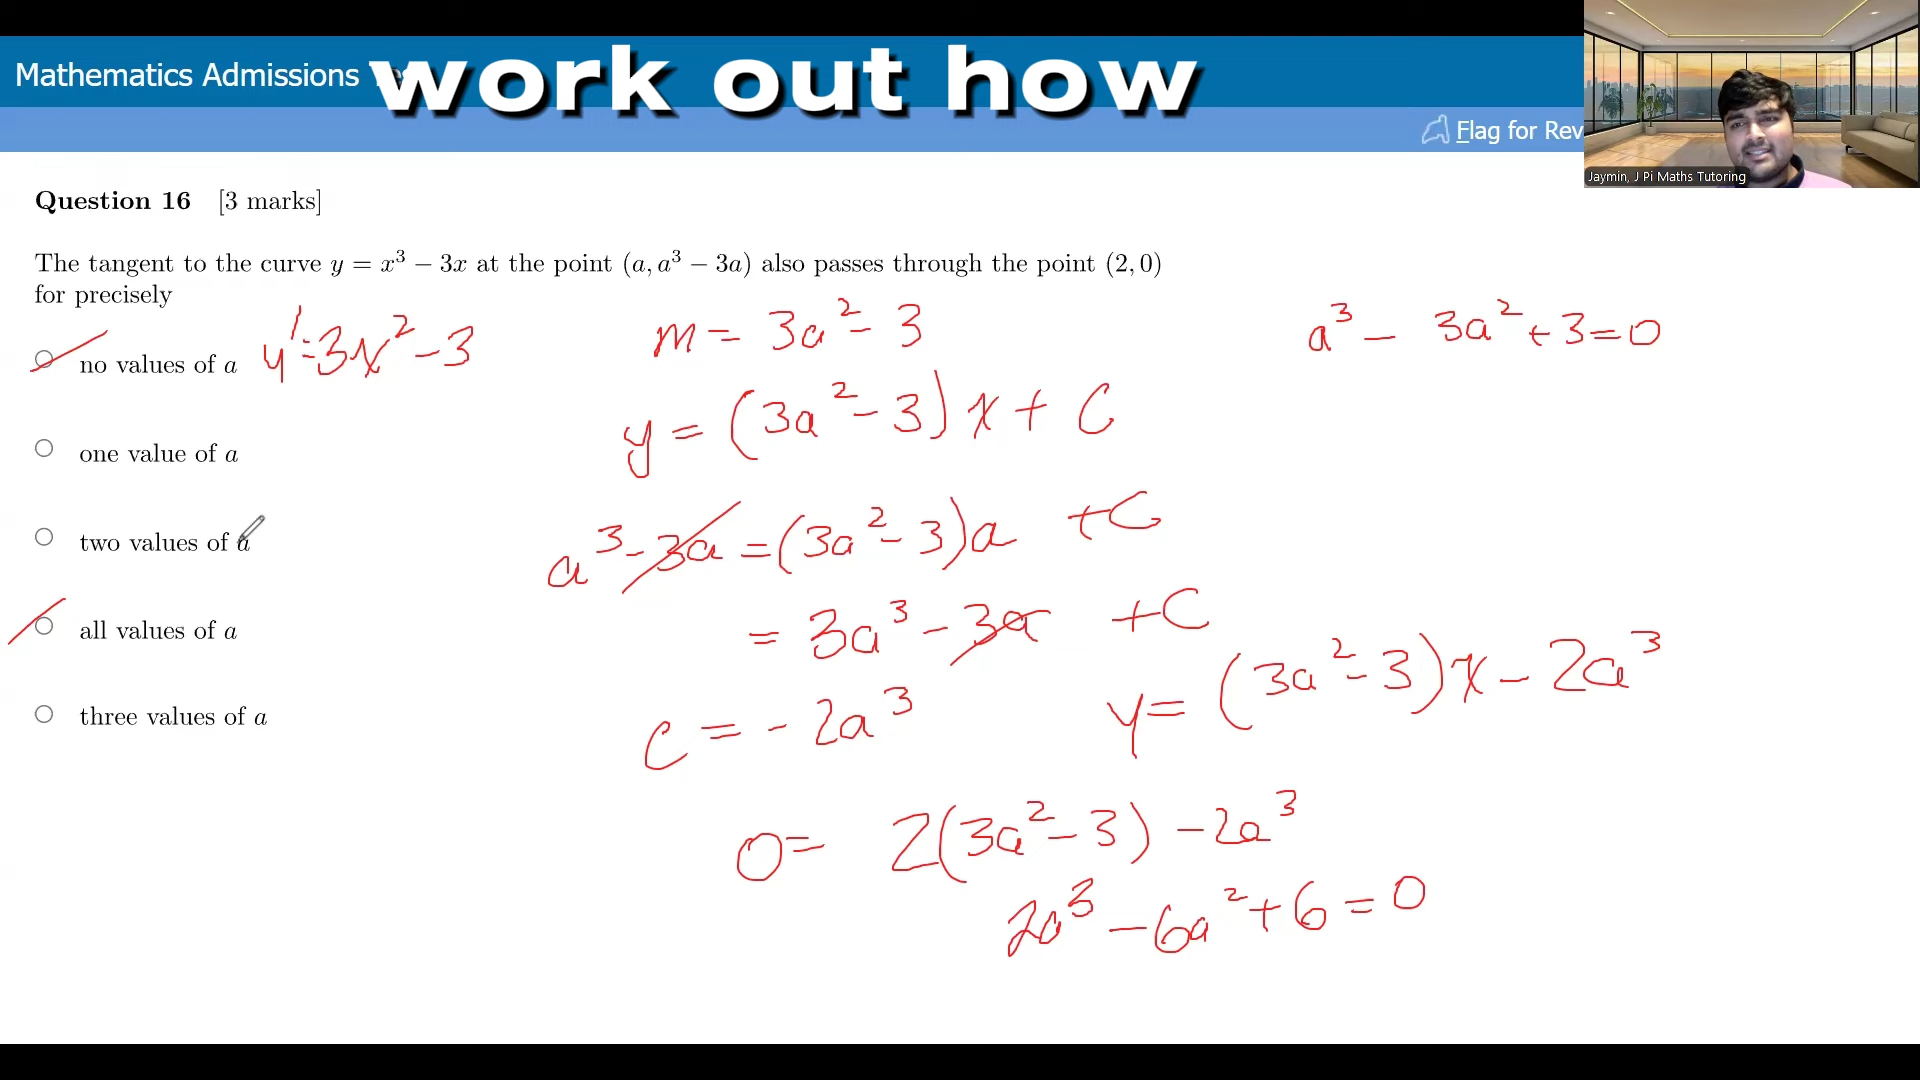 Mathematics Admissions
work out how
Flag for Rev
Jaymin, J Pi Maths Tutoring
Question 16 [3 marks]
The tangent to the curve y = x³ − 3x at the point (a, a³ − 3a) also passes through the point (2, 0)
for precisely
no values of a
one value of a
two values of a
all values of a
three values of a
y' = 3x² − 3
m = 3a² − 3
y = (3a² − 3)x + C
a³ − 3a = (3a² − 3)a + C
= 3a³ − 3a + C
c = − 2a³
y = (3a² − 3)x − 2a³
0 = 2(3a² − 3) − 2a³
2a³ − 6a² + 6 = 0
a³ − 3a² + 3 = 0